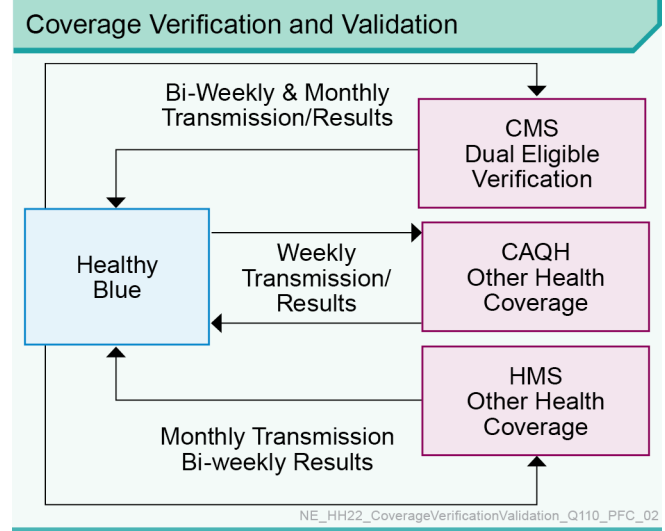 Coverage Verification and Validation
Bi-Weekly & Monthly
Transmission/Results
CMS
Dual Eligible
Verification
Healthy
Blue
Weekly
Transmission/
Results
CAQH
Other Health
Coverage
HMS
Other Health
Coverage
Monthly Transmission
Bi-weekly Results
NE_HH22_CoverageVerificationValidation_Q110_PFC_02